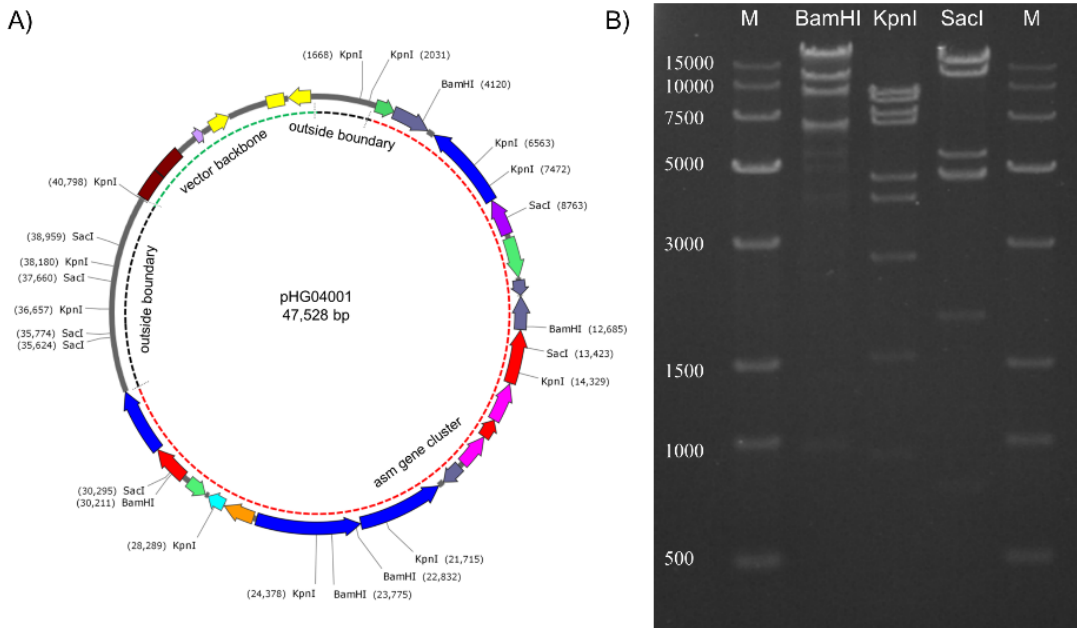 A)
(1668) KpnI
KpnI (2031)
BamHI (4120)
KpnI (6563)
KpnI (7472)
SacI (8763)
BamHI (12,685)
SacI (13,423)
KpnI (14,329)
KpnI (21,715)
BamHI (22,832)
BamHI (23,775)
(24,378) KpnI
(28,289) KpnI
(30,295) SacI
(30,211) BamHI
(35,774) SacI
(35,624) SacI
(36,657) KpnI
(37,660) SacI
(38,180) KpnI
(38,959) SacI
(40,798) KpnI
outside boundary
vector backbone
outside boundary
asm gene cluster
pHG04001
47,528 bp
B)
M BamHI KpnI SacI M
15000
10000
7500
5000
3000
1500
1000
500